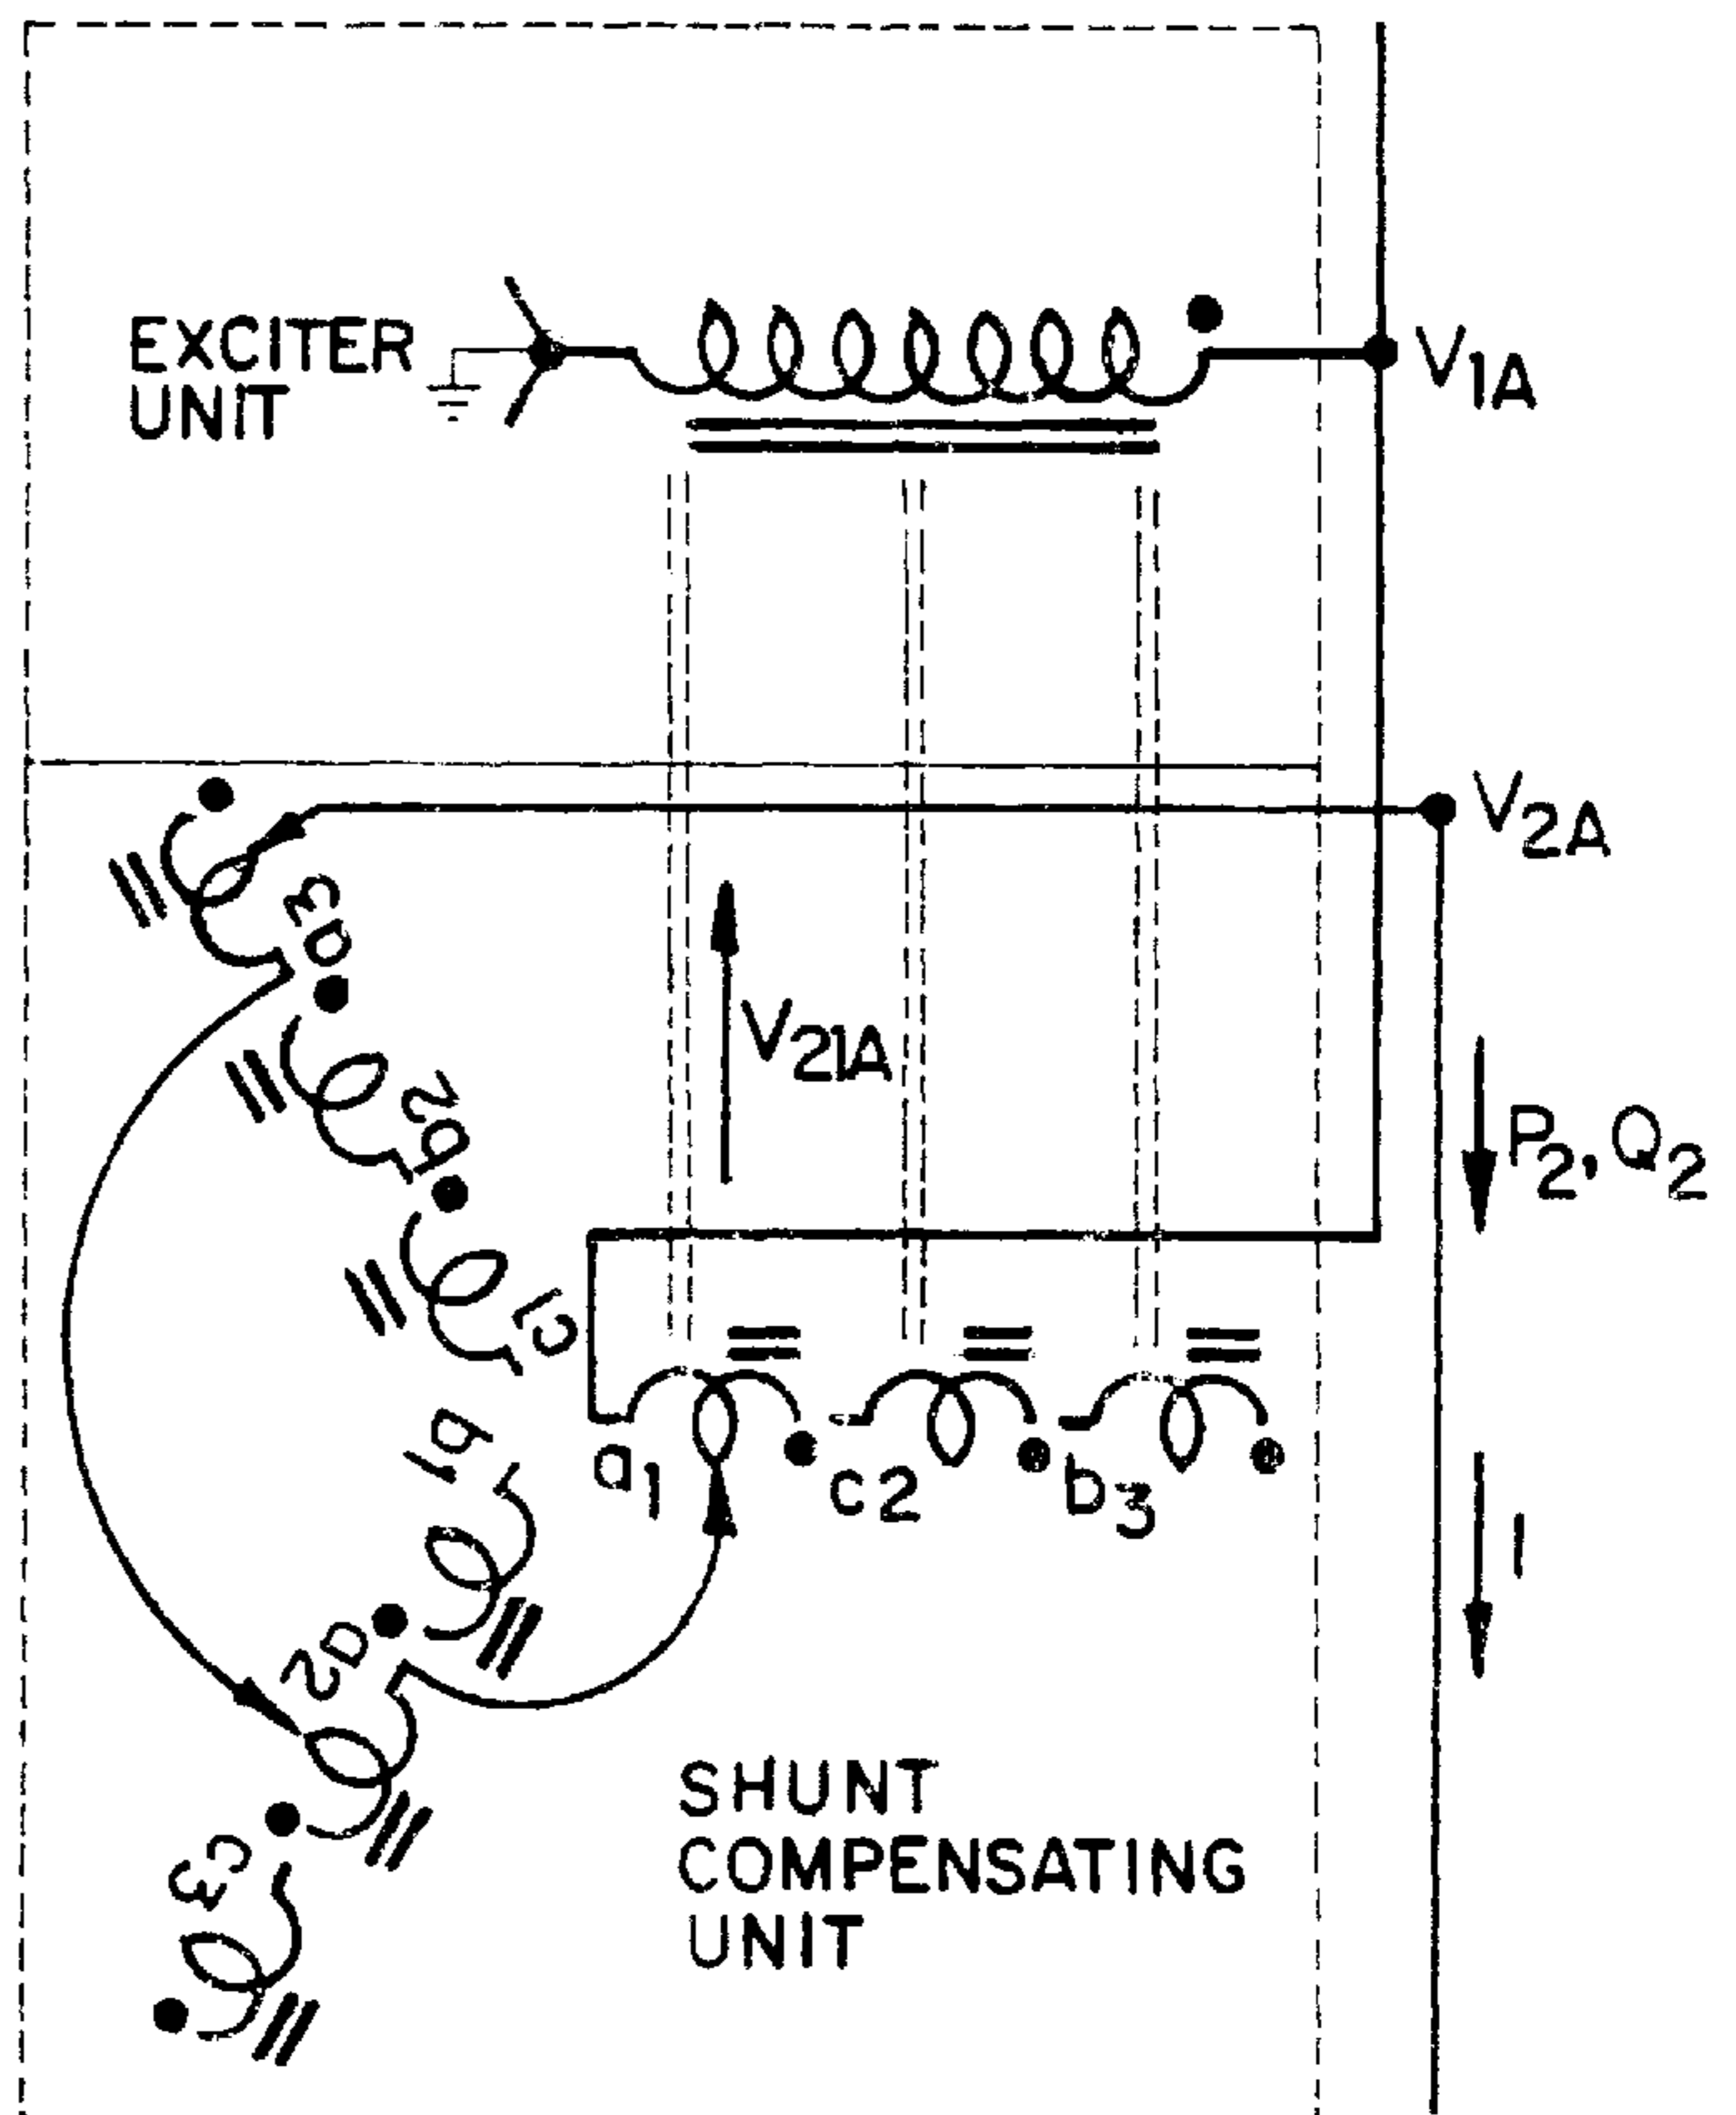 EXCITER
UNIT
V1A
V2A
a3
V21A
b2
P2, Q2
c1
b1
a1
c2
b3
I
a2
c3
SHUNT
COMPENSATING
UNIT